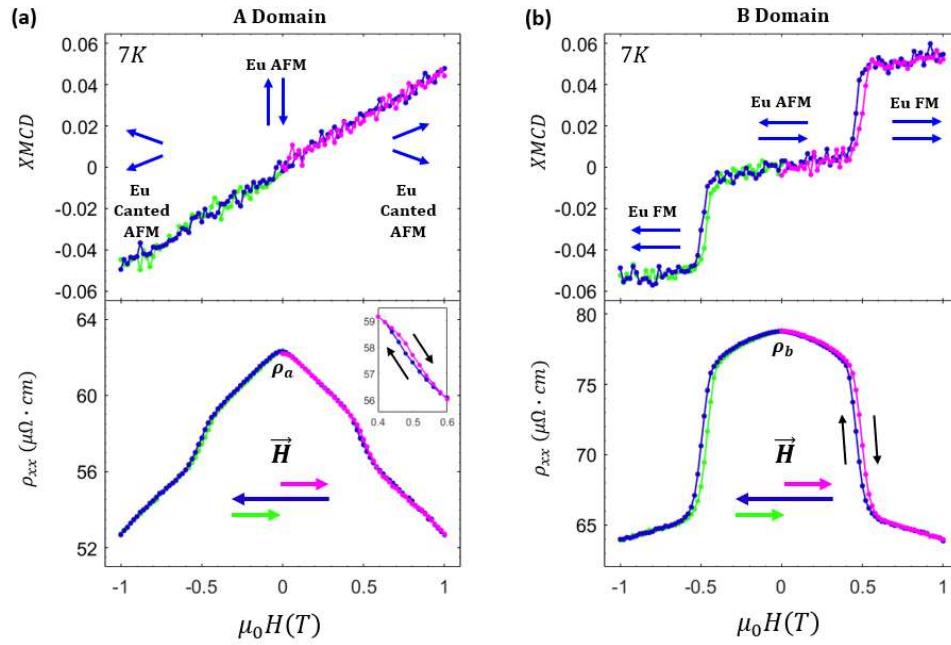 (a)
A Domain
7K
Eu AFM
Eu
Canted
AFM
Eu
Canted
AFM
XMCD
0.06
0.04
0.02
0
-0.02
-0.04
-0.06
64
60
56
52
ρxx (μΩ · cm)
ρa
H
59
58
57
56
0.4
0.5
0.6
-1
-0.5
0
0.5
1
μ0H(T)
(b)
B Domain
7K
Eu AFM
Eu FM
Eu FM
XMCD
0.06
0.04
0.02
0
-0.02
-0.04
-0.06
80
75
70
65
ρxx (μΩ · cm)
ρb
H
-1
-0.5
0
0.5
1
μ0H(T)